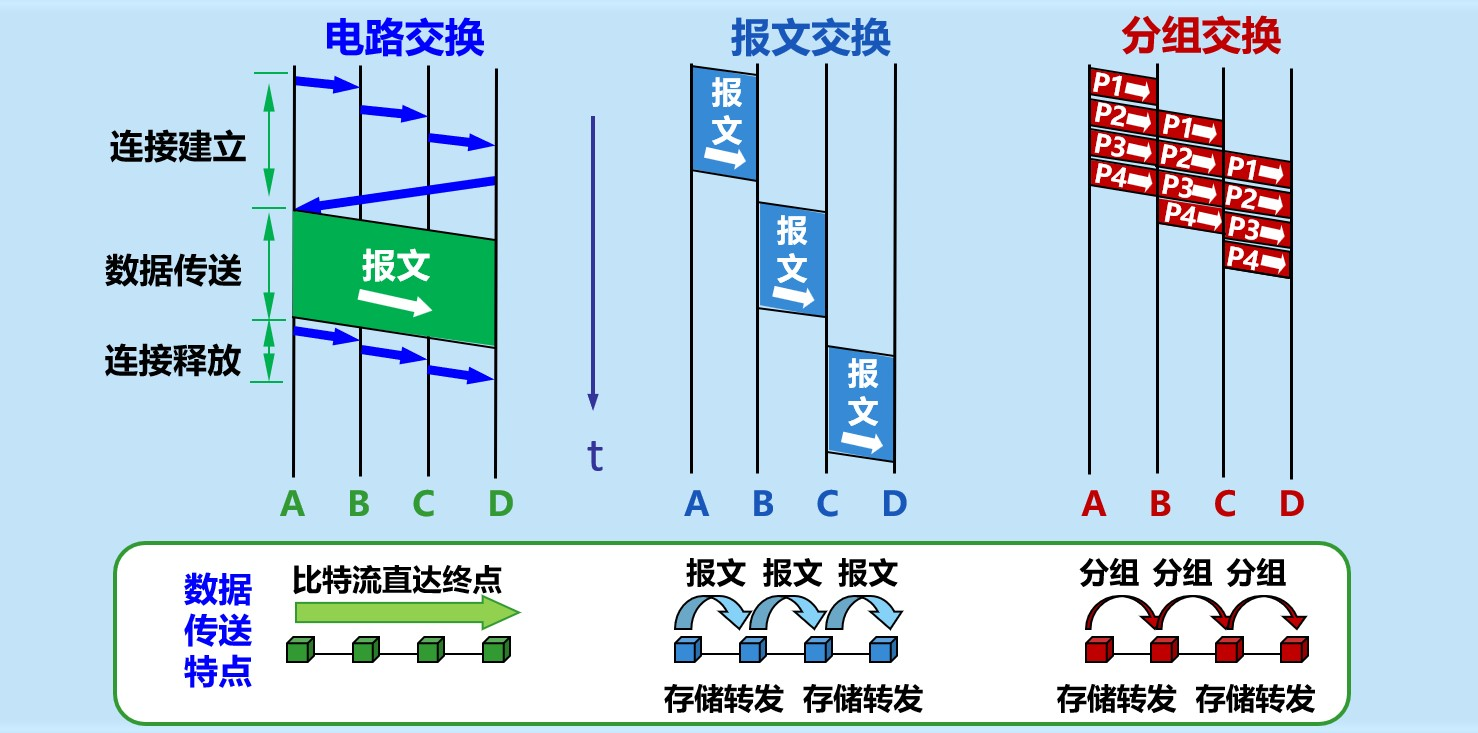 电路交换
报文交换
分组交换
连接建立
数据传送
连接释放
报文
t
A B C D
报
文
报
文
报
文
A B C D
P1
P2 P1
P3 P2 P1
P4 P3 P2
P4 P3
P4
A B C D
数据
传送
特点
比特流直达终点
报文 报文 报文
存储转发 存储转发
分组 分组 分组
存储转发 存储转发